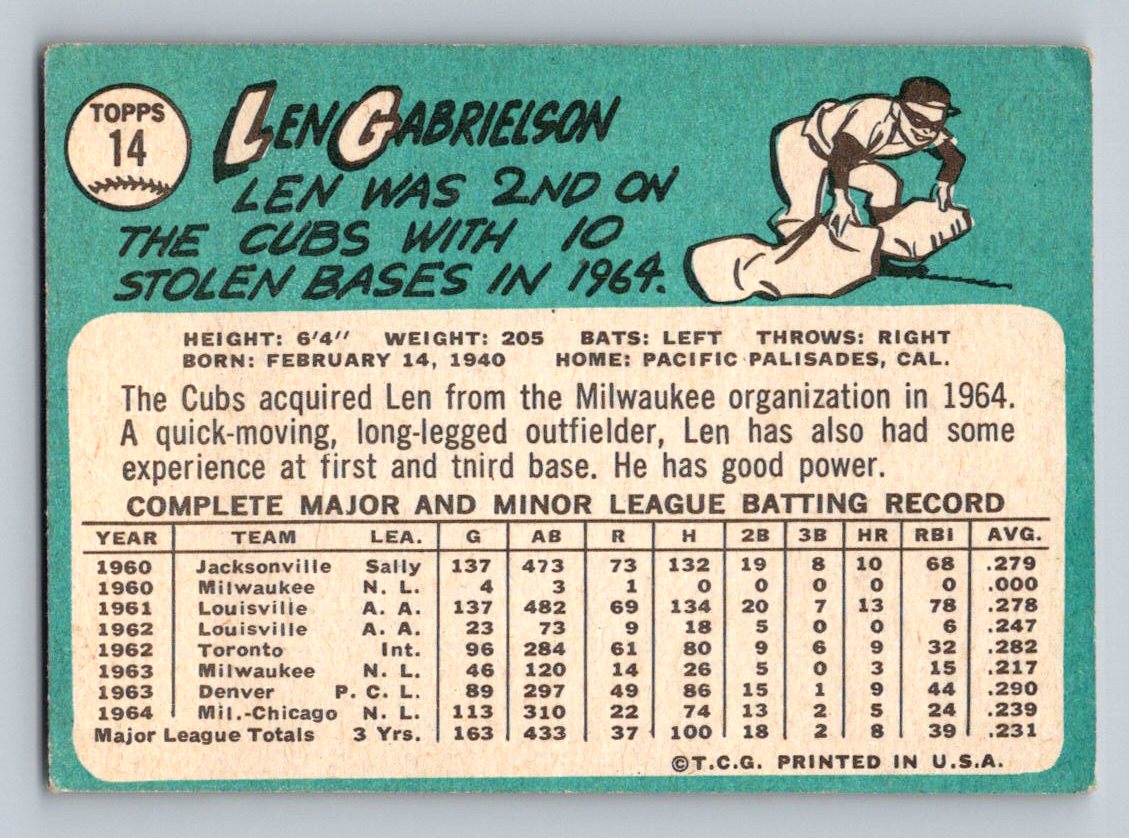 TOPPS
14
LEN GABRIELSON
LEN WAS 2ND ON
THE CUBS WITH 10
STOLEN BASES IN 1964.
HEIGHT: 6'4" WEIGHT: 205 BATS: LEFT THROWS: RIGHT
BORN: FEBRUARY 14, 1940 HOME: PACIFIC PALISADES, CAL.
The Cubs acquired Len from the Milwaukee organization in 1964.
A quick-moving, long-legged outfielder, Len has also had some
experience at first and tnird base. He has good power.
COMPLETE MAJOR AND MINOR LEAGUE BATTING RECORD
YEAR TEAM LEA. G AB R H 2B 3B HR RBI AVG.
1960 Jacksonville Sally 137 473 73 132 19 8 10 68 .279
1960 Milwaukee N. L. 4 3 1 0 0 0 0 0 .000
1961 Louisville A. A. 137 482 69 134 20 7 13 78 .278
1962 Louisville A. A. 23 73 9 18 5 0 0 6 .247
1962 Toronto Int. 96 284 61 80 9 6 9 32 .282
1963 Milwaukee N. L. 46 120 14 26 5 0 3 15 .217
1963 Denver P. C. L. 89 297 49 86 15 1 9 44 .290
1964 Mil.-Chicago N. L. 113 310 22 74 13 2 5 24 .239
Major League Totals 3 Yrs. 163 433 37 100 18 2 8 39 .231
©T.C.G. PRINTED IN U.S.A.